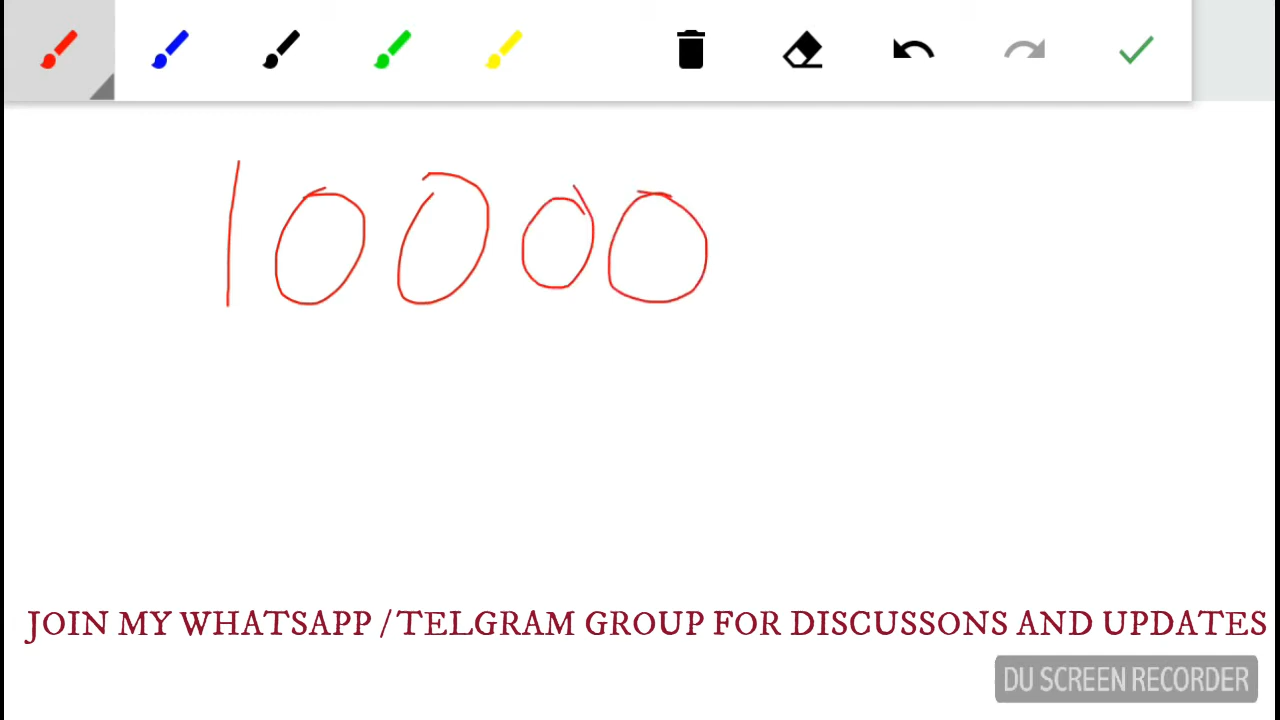 10000
JOIN MY WHATSAPP / TELGRAM GROUP FOR DISCUSSONS AND UPDATES
DU SCREEN RECORDER